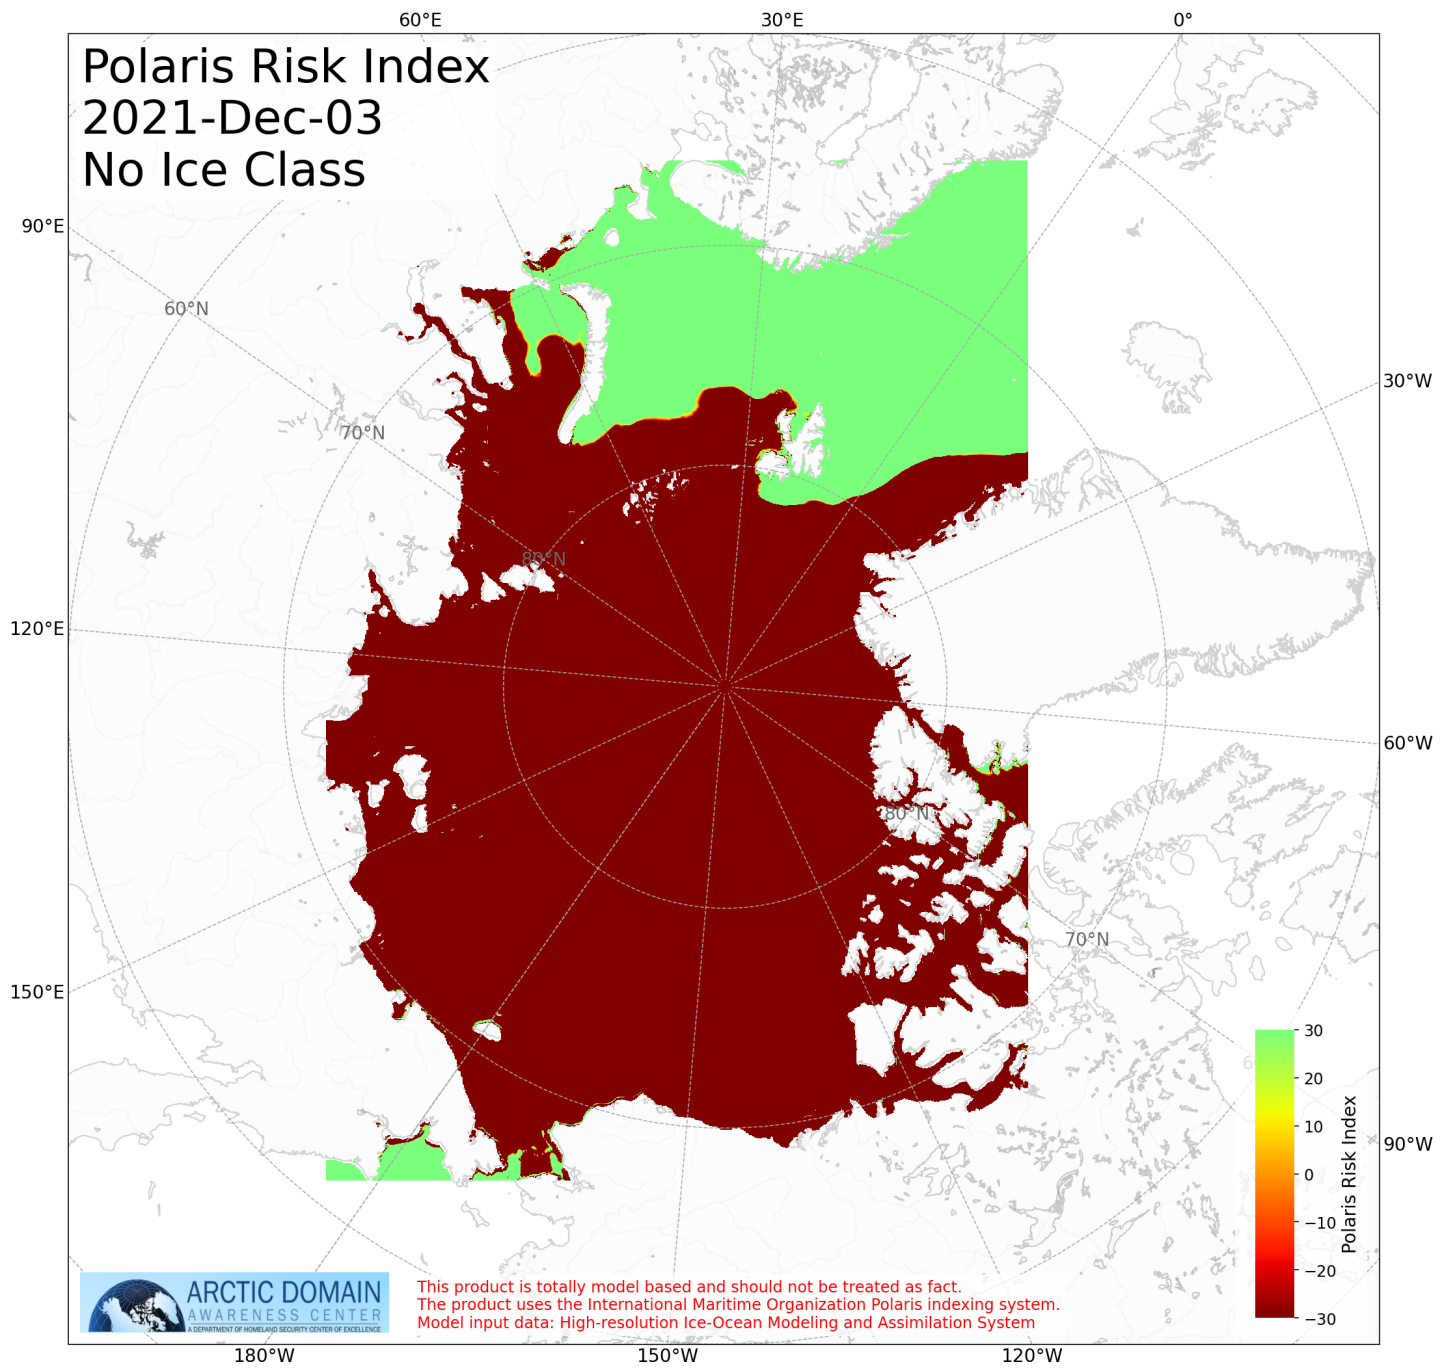 60°E
30°E
0°
Polaris Risk Index
2021-Dec-03
No Ice Class
90°E
60°N
30°W
70°N
80°N
120°E
60°W
80°N
70°N
150°E
30
20
10
0
−10
−20
−30
Polaris Risk Index
90°W
ARCTIC DOMAIN
AWARENESS CENTER
A DEPARTMENT OF HOMELAND SECURITY CENTER OF EXCELLENCE
This product is totally model based and should not be treated as fact.
The product uses the International Maritime Organization Polaris indexing system.
Model input data: High-resolution Ice-Ocean Modeling and Assimilation System
180°W
150°W
120°W